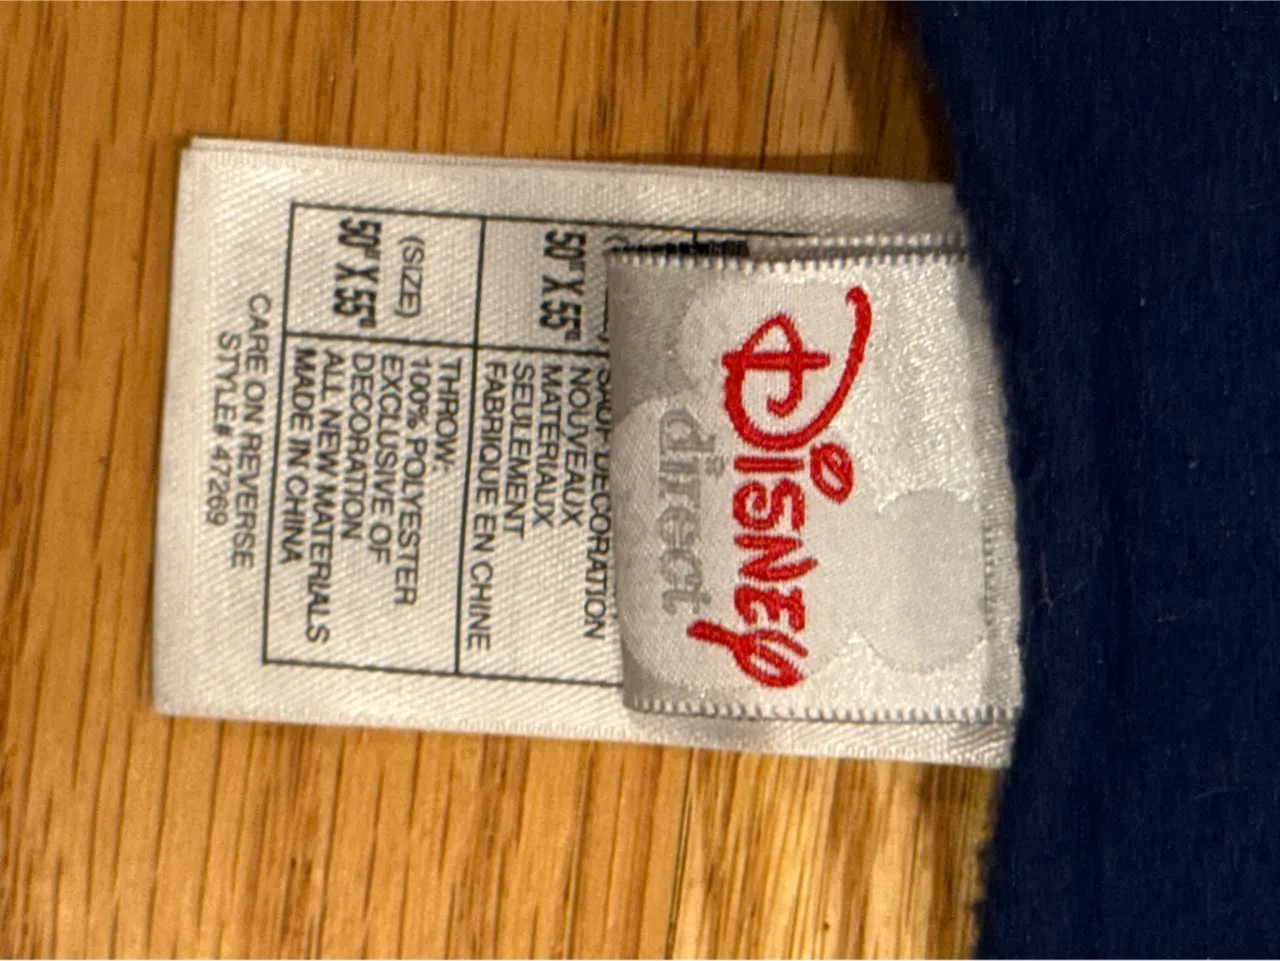 Disney
direct
SAUF DECORATION
50" X 55"
NOUVEAUX
MATERIAUX
SEULEMENT
FABRIQUE EN CHINE
(SIZE)
50" X 55"
THROW-
100% POLYESTER
EXCLUSIVE OF
DECORATION
ALL NEW MATERIALS
MADE IN CHINA
CARE ON REVERSE
STYLE# 47269